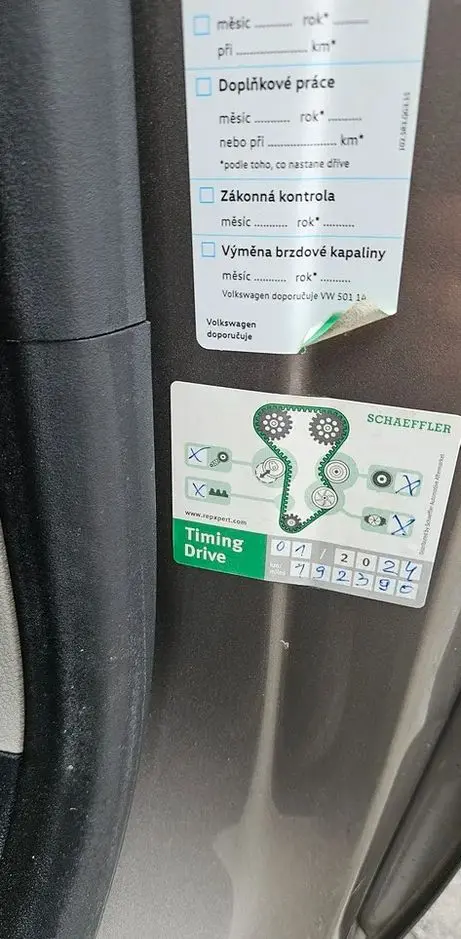 měsíc .......... rok* ..........
při .................... km*
Doplňkové práce
měsíc .......... rok* ..........
nebo při .................... km*
*podle toho, co nastane dříve
Zákonná kontrola
měsíc .......... rok* ..........
Výměna brzdové kapaliny
měsíc .......... rok* ..........
Volkswagen doporučuje VW 501 14
Volkswagen
doporučuje
SCHAEFFLER
X
X
X
X
www.repxpert.com
Timing
Drive
01 / 2024
km/
miles